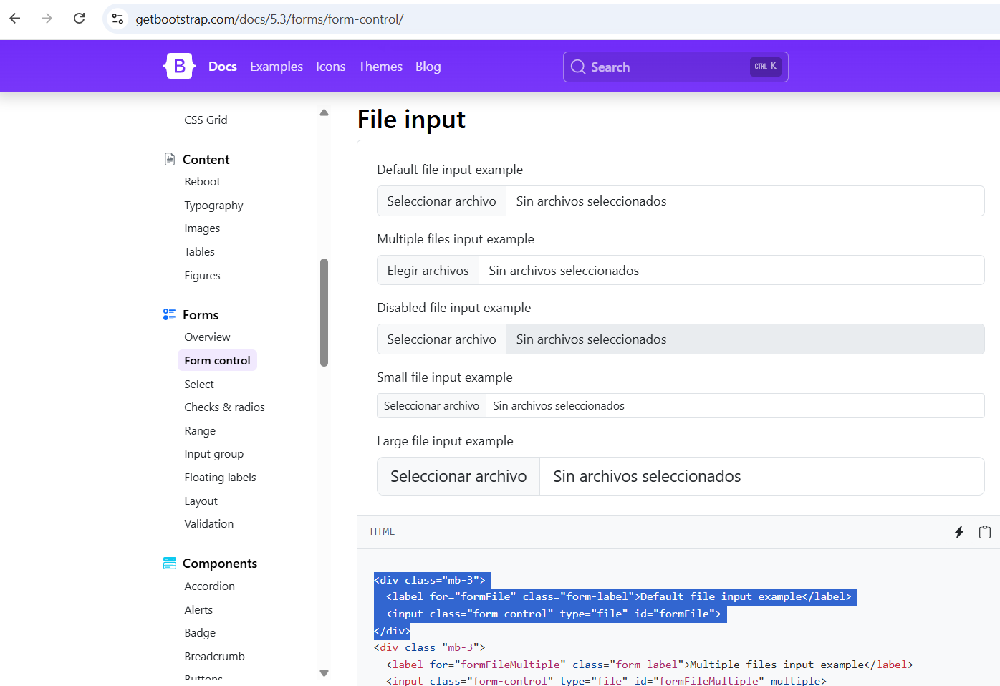 getbootstrap.com/docs/5.3/forms/form-control/
B Docs Examples Icons Themes Blog Search CTRL K
CSS Grid
Content
Reboot
Typography
Images
Tables
Figures
Forms
Overview
Form control
Select
Checks & radios
Range
Input group
Floating labels
Layout
Validation
Components
Accordion
Alerts
Badge
Breadcrumb
Buttons
File input
Default file input example
Seleccionar archivo Sin archivos seleccionados
Multiple files input example
Elegir archivos Sin archivos seleccionados
Disabled file input example
Seleccionar archivo Sin archivos seleccionados
Small file input example
Seleccionar archivo Sin archivos seleccionados
Large file input example
Seleccionar archivo Sin archivos seleccionados
HTML
<div class="mb-3">
  <label for="formFile" class="form-label">Default file input example</label>
  <input class="form-control" type="file" id="formFile">
</div>
<div class="mb-3">
  <label for="formFileMultiple" class="form-label">Multiple files input example</label>
  <input class="form-control" type="file" id="formFileMultiple" multiple>